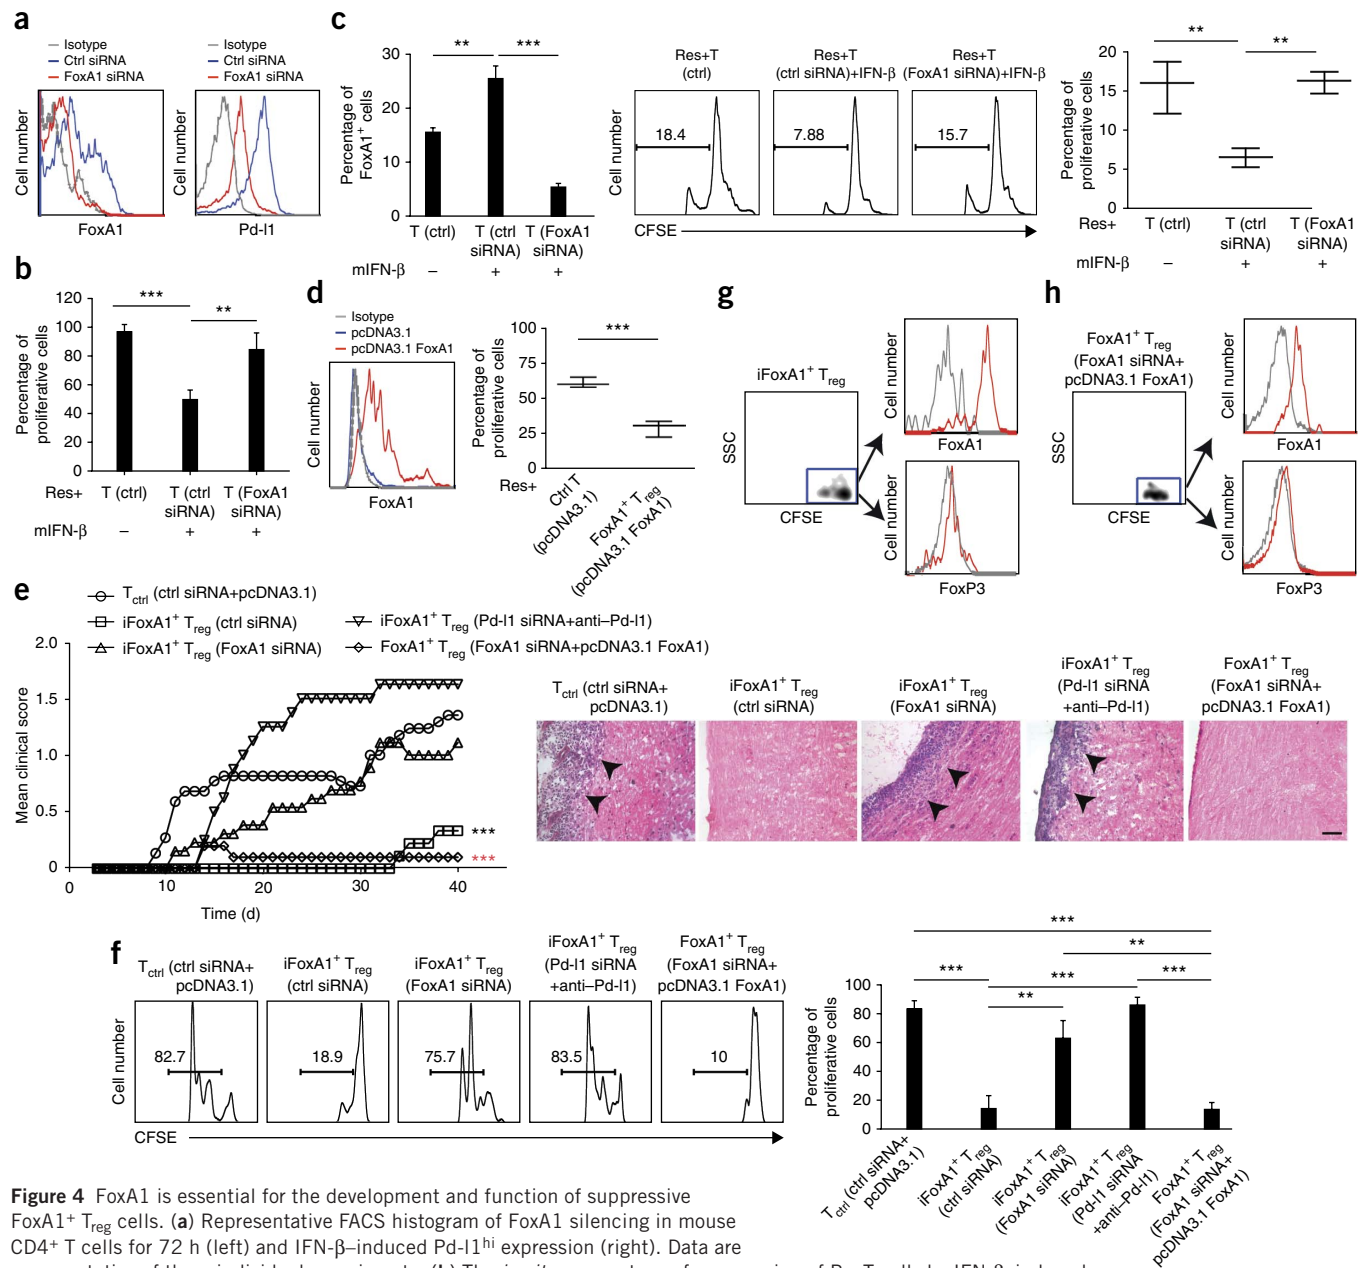 a
Isotype
Ctrl siRNA
FoxA1 siRNA
Cell number
FoxA1
Isotype
Ctrl siRNA
FoxA1 siRNA
Cell number
Pd-l1
b
Percentage of
proliferative cells
120
100
80
60
40
20
0
***
**
Res+
T (ctrl)
T (ctrl
siRNA)
T (FoxA1
siRNA)
mIFN-β
–
+
+
c
Percentage of
FoxA1+ cells
30
20
10
0
**
***
T (ctrl)
T (ctrl
siRNA)
T (FoxA1
siRNA)
mIFN-β
–
+
+
Res+T
(ctrl)
Res+T
(ctrl siRNA)+IFN-β
Res+T
(FoxA1 siRNA)+IFN-β
Cell number
18.4
7.88
15.7
CFSE
Percentage of
proliferative cells
20
15
10
5
0
**
**
Res+
T (ctrl)
T (ctrl
siRNA)
T (FoxA1
siRNA)
mIFN-β
–
+
+
d
Isotype
pcDNA3.1
pcDNA3.1 FoxA1
Cell number
FoxA1
Percentage of
proliferative cells
100
75
50
25
0
***
Res+
Ctrl T
(pcDNA3.1)
FoxA1+ Treg
(pcDNA3.1 FoxA1)
g
iFoxA1+ Treg
SSC
CFSE
Cell number
FoxA1
Cell number
FoxP3
h
FoxA1+ Treg
(FoxA1 siRNA+
pcDNA3.1 FoxA1)
SSC
CFSE
Cell number
FoxA1
Cell number
FoxP3
e
Tctrl (ctrl siRNA+pcDNA3.1)
iFoxA1+ Treg (ctrl siRNA)
iFoxA1+ Treg (FoxA1 siRNA)
iFoxA1+ Treg (Pd-l1 siRNA+anti–Pd-l1)
FoxA1+ Treg (FoxA1 siRNA+pcDNA3.1 FoxA1)
Mean clinical score
2.0
1.5
1.0
0.5
0
***
***
0
10
20
30
40
Time (d)
Tctrl (ctrl siRNA+
pcDNA3.1)
iFoxA1+ Treg
(ctrl siRNA)
iFoxA1+ Treg
(FoxA1 siRNA)
iFoxA1+ Treg
(Pd-l1 siRNA
+anti–Pd-l1)
FoxA1+ Treg
(FoxA1 siRNA+
pcDNA3.1 FoxA1)
f
Tctrl (ctrl siRNA+
pcDNA3.1)
iFoxA1+ Treg
(ctrl siRNA)
iFoxA1+ Treg
(FoxA1 siRNA)
iFoxA1+ Treg
(Pd-l1 siRNA
+anti–Pd-l1)
FoxA1+ Treg
(FoxA1 siRNA+
pcDNA3.1 FoxA1)
Cell number
82.7
18.9
75.7
83.5
10
CFSE
Percentage of
proliferative cells
100
80
60
40
20
0
***
**
***
***
***
**
Tctrl (ctrl siRNA+
pcDNA3.1)
iFoxA1+ Treg
(ctrl siRNA)
iFoxA1+ Treg
(FoxA1 siRNA)
iFoxA1+ Treg
(Pd-l1 siRNA
+anti–Pd-l1)
FoxA1+ Treg
(FoxA1 siRNA+
pcDNA3.1 FoxA1)
Figure 4 FoxA1 is essential for the development and function of suppressive
FoxA1+ Treg cells. (a) Representative FACS histogram of FoxA1 silencing in mouse
CD4+ T cells for 72 h (left) and IFN-β–induced Pd-l1hi expression (right). Data are